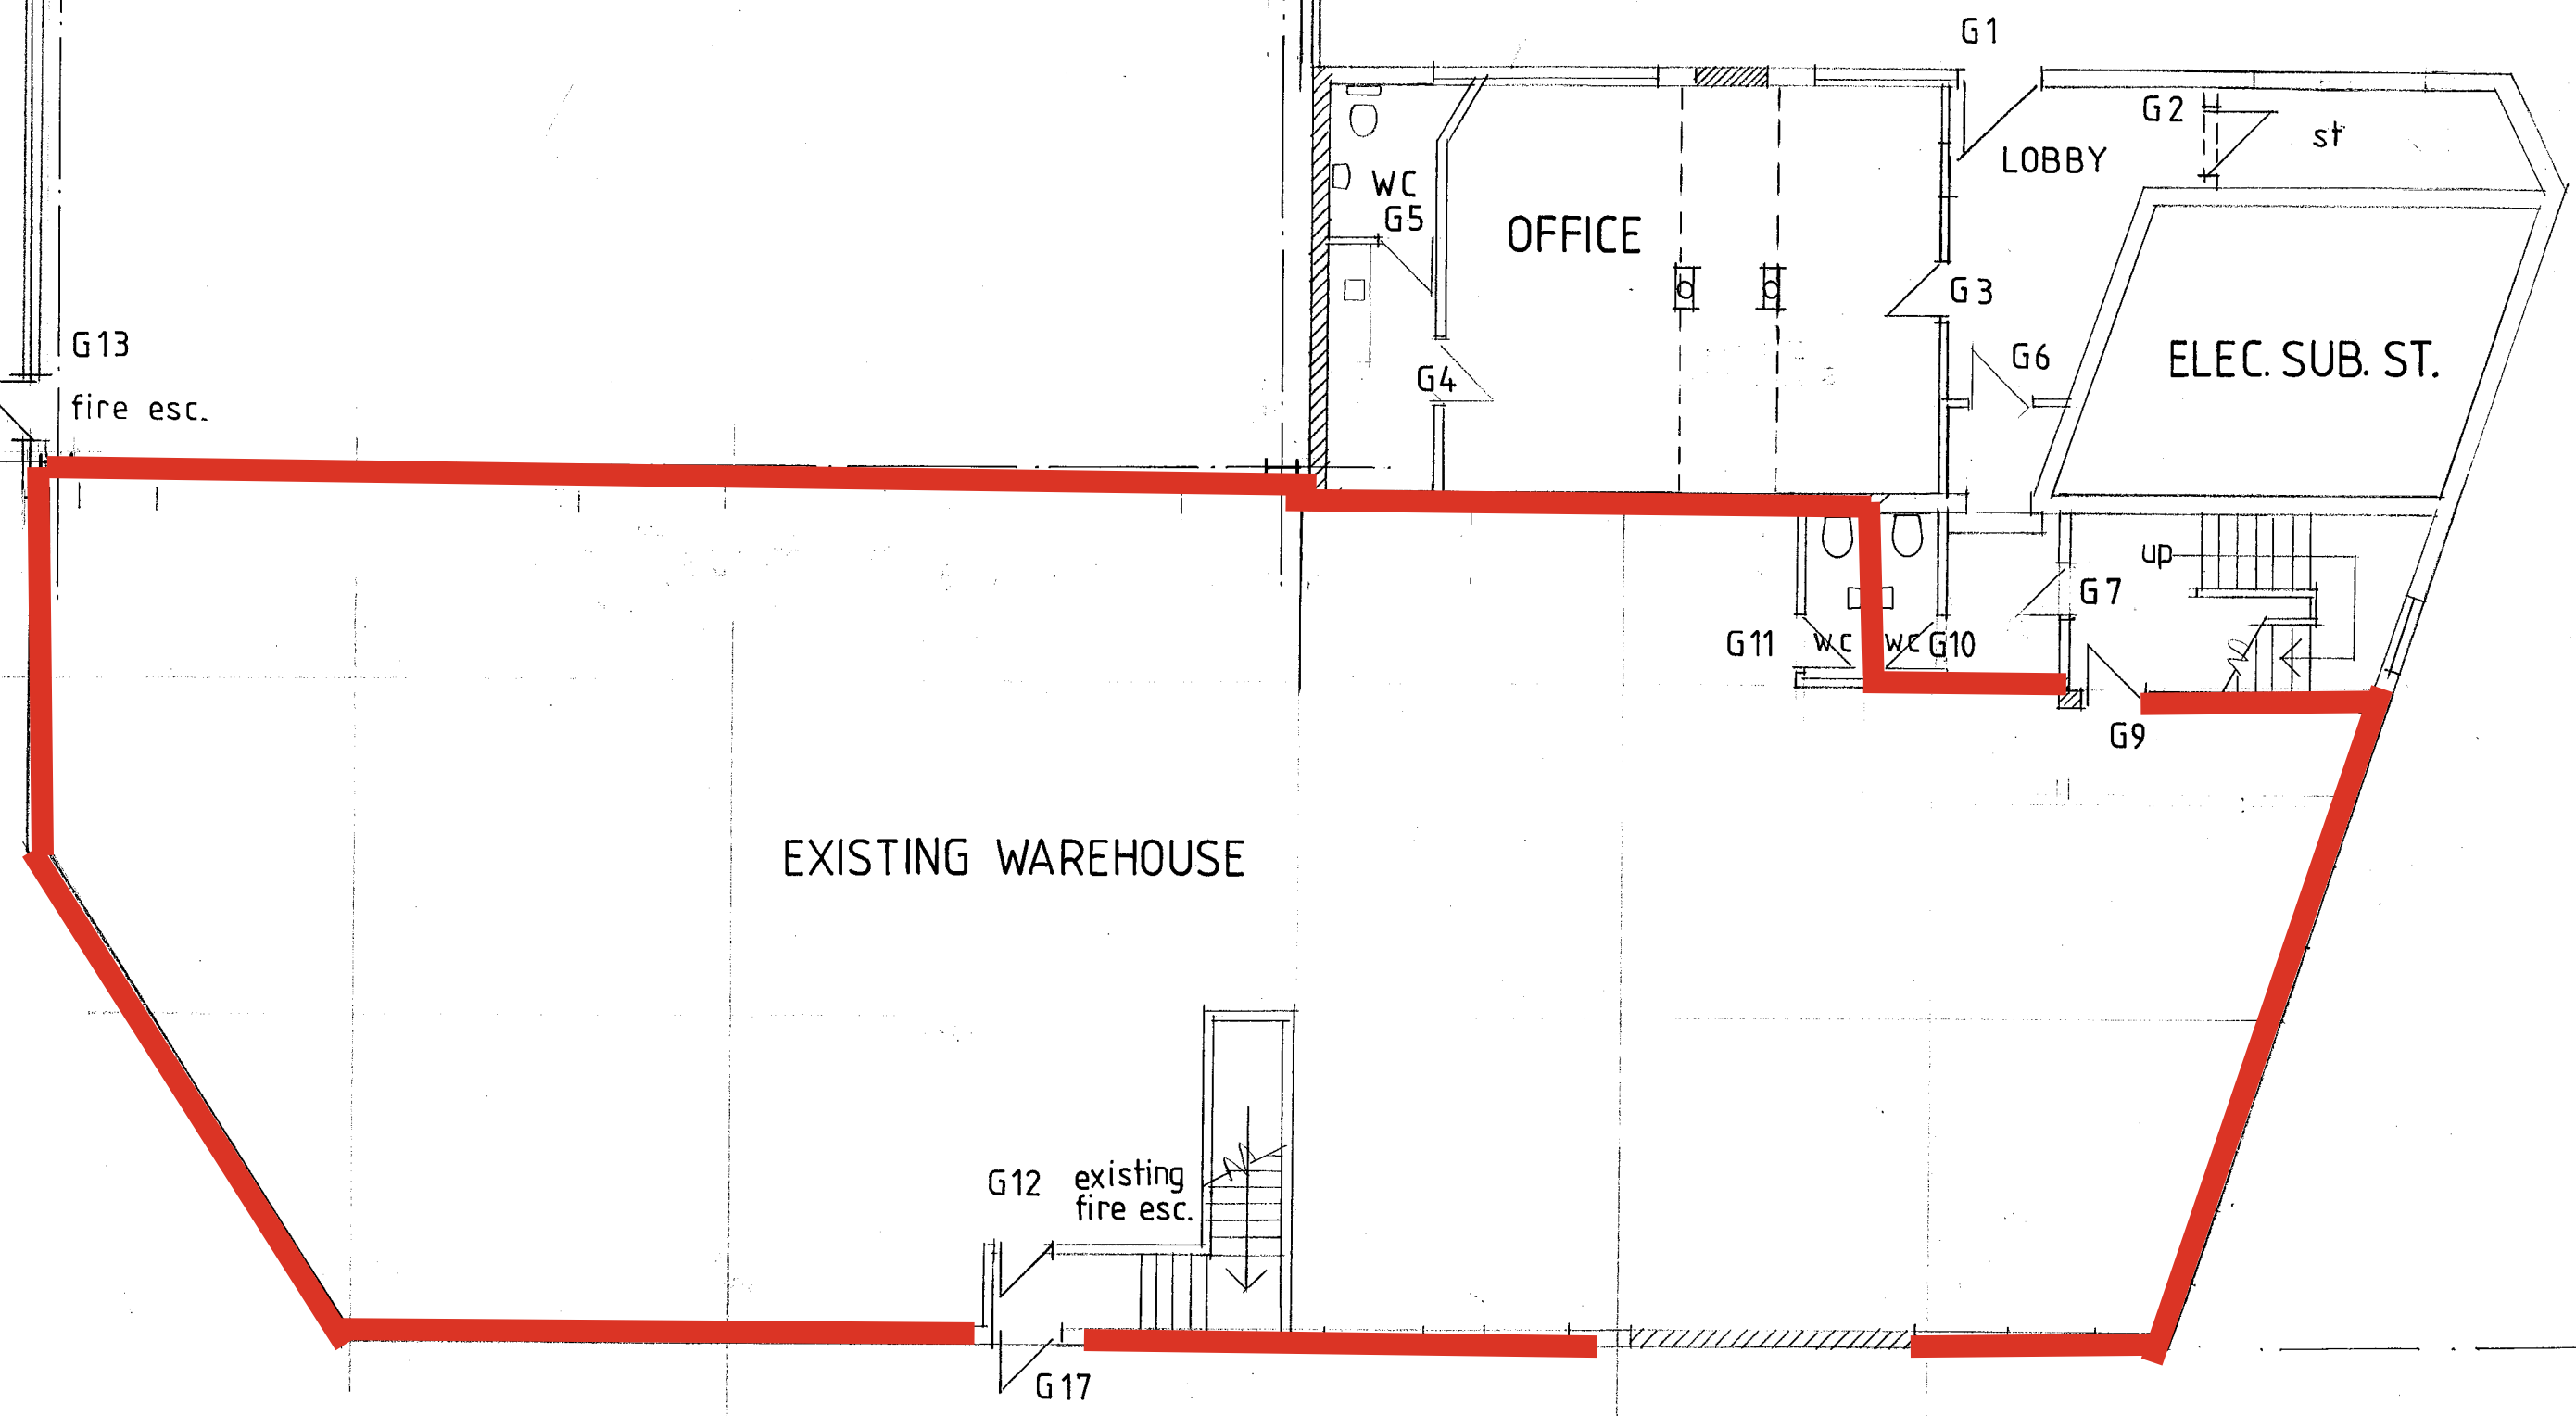 G1
G2
st
LOBBY
WC
G5
OFFICE
G3
G13
G6
ELEC. SUB. ST.
G4
fire esc.
up
G7
G11
WC
WC
G10
G9
EXISTING WAREHOUSE
G12
existing
fire esc.
G17